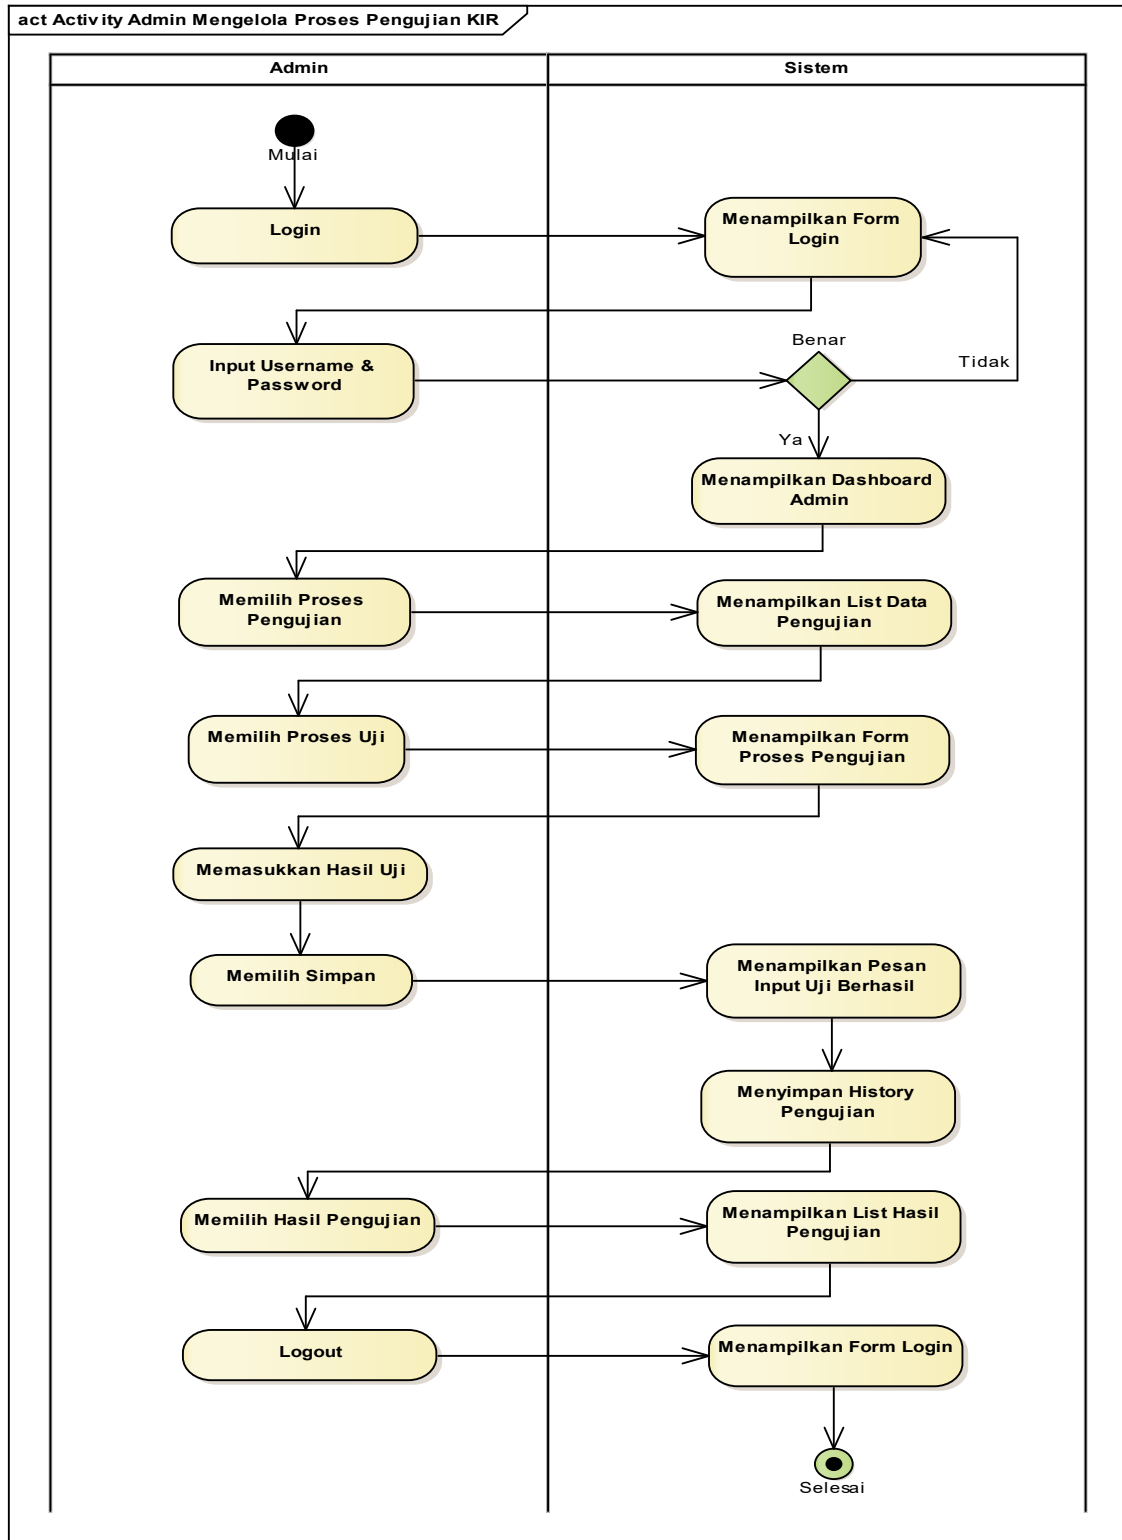 act Activity Admin Mengelola Proses Pengujian KIR
Admin
Sistem
Mulai
Login
Menampilkan Form
Login
Input Username &
Password
Benar
Tidak
Ya
Menampilkan Dashboard
Admin
Memilih Proses
Pengujian
Menampilkan List Data
Pengujian
Memilih Proses Uji
Menampilkan Form
Proses Pengujian
Memasukkan Hasil Uji
Memilih Simpan
Menampilkan Pesan
Input Uji Berhasil
Menyimpan History
Pengujian
Memilih Hasil Pengujian
Menampilkan List Hasil
Pengujian
Logout
Menampilkan Form Login
Selesai